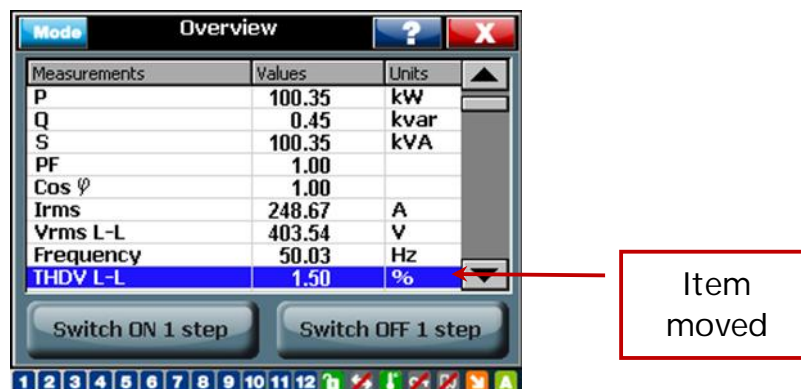 Mode Overview ? X
Measurements Values Units
P 100.35 kW
Q 0.45 kvar
S 100.35 kVA
PF 1.00
Cos φ 1.00
Irms 248.67 A
Vrms L-L 403.54 V
Frequency 50.03 Hz
THDV L-L 1.50 %
Switch ON 1 step Switch OFF 1 step
1 2 3 4 5 6 7 8 9 10 11 12 A
Item
moved